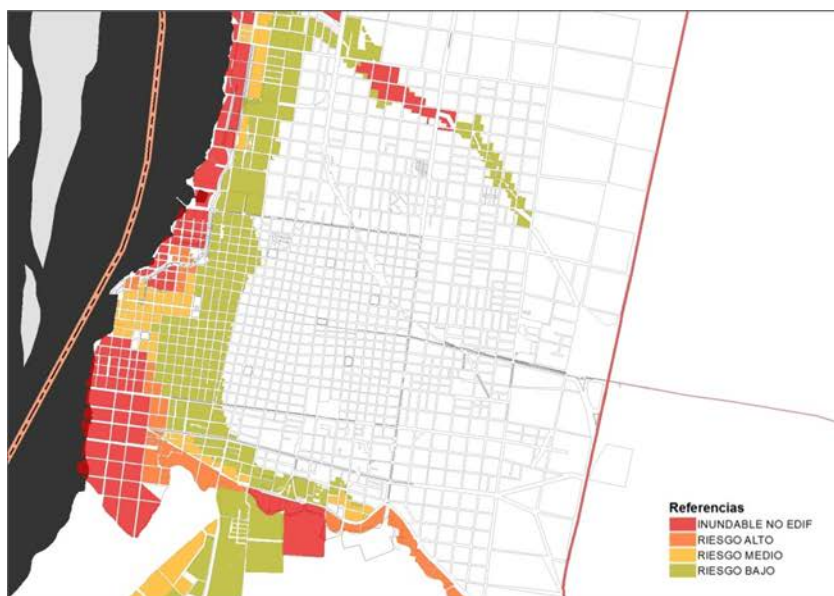 Referencias
INUNDABLE NO EDIF
RIESGO ALTO
RIESGO MEDIO
RIESGO BAJO